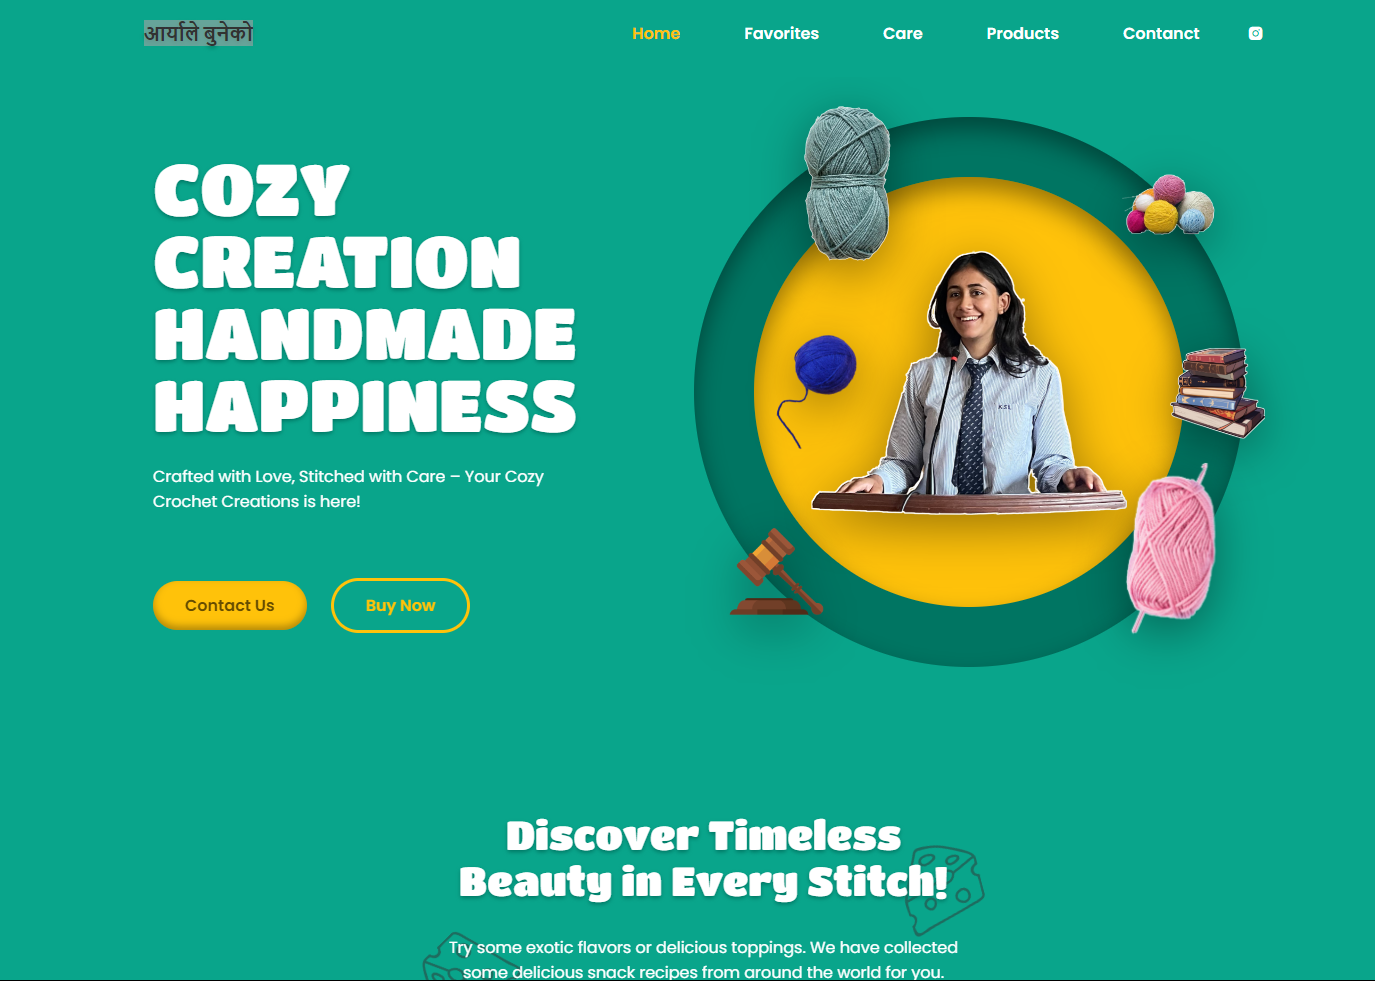 आर्याले बुनेको
Home Favorites Care Products Contanct
COZY
CREATION
HANDMADE
HAPPINESS
Crafted with Love, Stitched with Care – Your Cozy
Crochet Creations is here!
Contact Us Buy Now
KSL
Discover Timeless
Beauty in Every Stitch!
Try some exotic flavors or delicious toppings. We have collected
some delicious snack recipes from around the world for you.